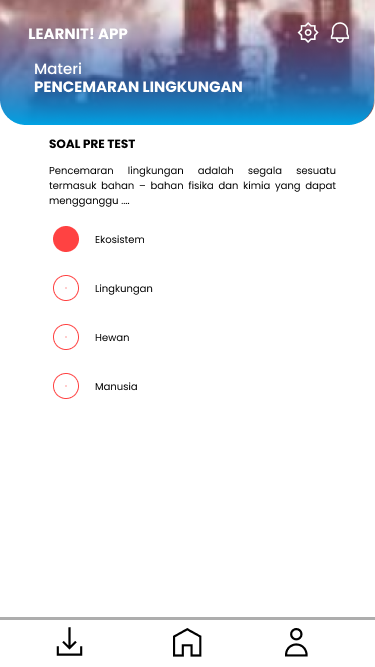 LEARNIT! APP
Materi
PENCEMARAN LINGKUNGAN
SOAL PRE TEST
Pencemaran lingkungan adalah segala sesuatu
termasuk bahan – bahan fisika dan kimia yang dapat
mengganggu ....
Ekosistem
Lingkungan
Hewan
Manusia